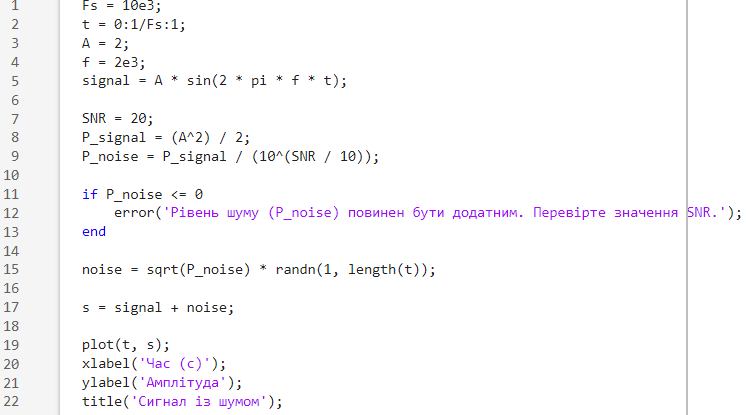 1 Fs = 10e3;
2 t = 0:1/Fs:1;
3 A = 2;
4 f = 2e3;
5 signal = A * sin(2 * pi * f * t);
6
7 SNR = 20;
8 P_signal = (A^2) / 2;
9 P_noise = P_signal / (10^(SNR / 10));
10
11 if P_noise <= 0
12 error('Рівень шуму (P_noise) повинен бути додатним. Перевірте значення SNR.');
13 end
14
15 noise = sqrt(P_noise) * randn(1, length(t));
16
17 s = signal + noise;
18
19 plot(t, s);
20 xlabel('Час (с)');
21 ylabel('Амплітуда');
22 title('Сигнал із шумом');